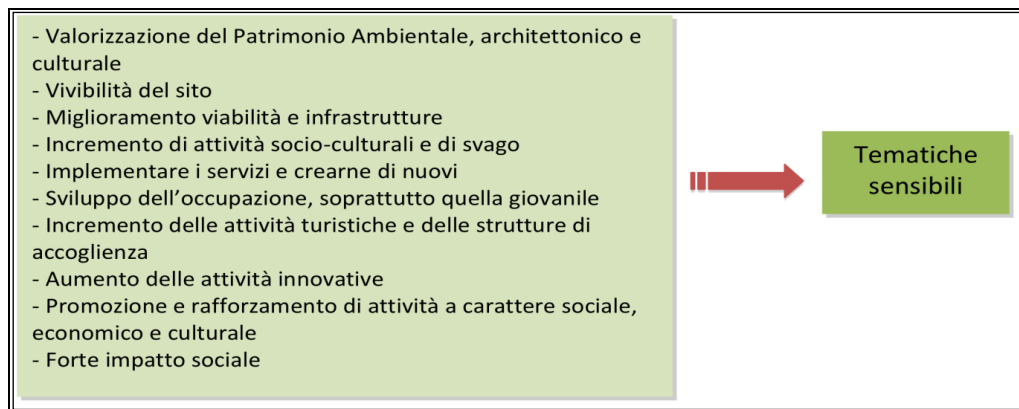 - Valorizzazione del Patrimonio Ambientale, architettonico e
culturale
- Vivibilità del sito
- Miglioramento viabilità e infrastrutture
- Incremento di attività socio-culturali e di svago
- Implementare i servizi e crearne di nuovi
- Sviluppo dell’occupazione, soprattutto quella giovanile
- Incremento delle attività turistiche e delle strutture di
accoglienza
- Aumento delle attività innovative
- Promozione e rafforzamento di attività a carattere sociale,
economico e culturale
- Forte impatto sociale
Tematiche
sensibili